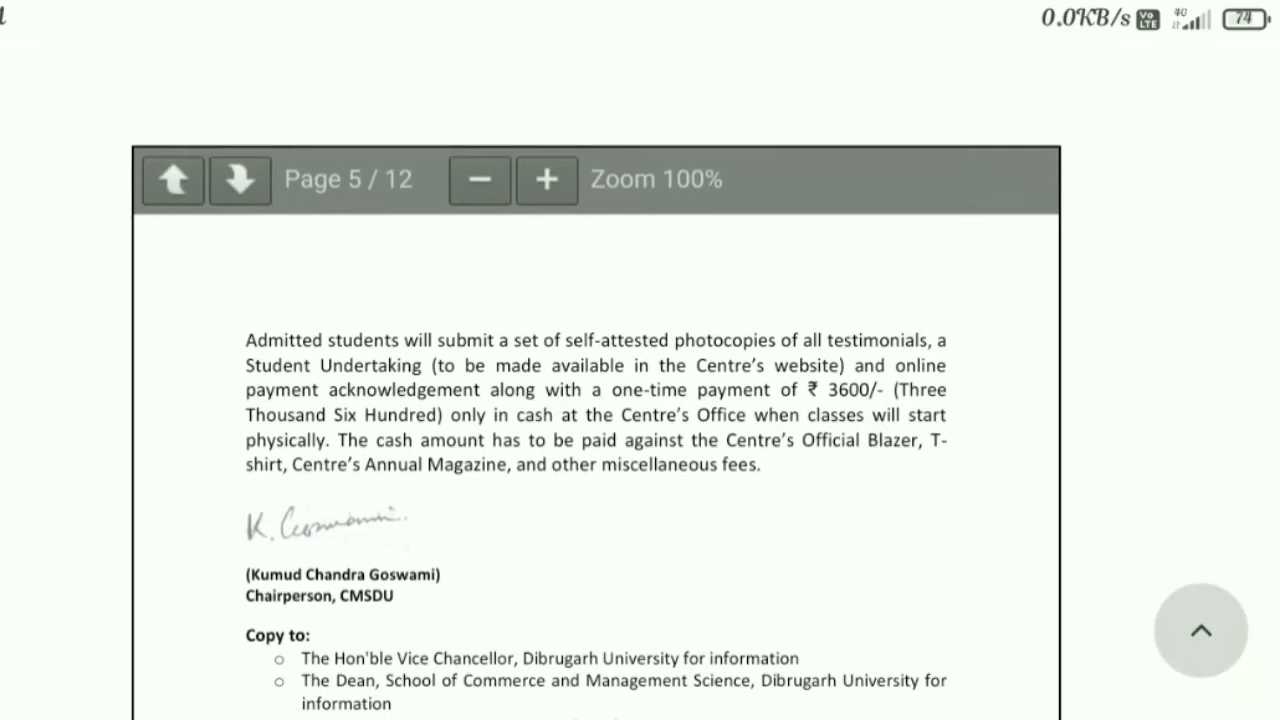 0.0KB/s Vo LTE 4G 74
Page 5 / 12 Zoom 100%
Admitted students will submit a set of self-attested photocopies of all testimonials, a
Student Undertaking (to be made available in the Centre's website) and online
payment acknowledgement along with a one-time payment of ₹ 3600/- (Three
Thousand Six Hundred) only in cash at the Centre's Office when classes will start
physically. The cash amount has to be paid against the Centre's Official Blazer, T-
shirt, Centre's Annual Magazine, and other miscellaneous fees.
K. Goswami
(Kumud Chandra Goswami)
Chairperson, CMSDU
Copy to:
o The Hon'ble Vice Chancellor, Dibrugarh University for information
o The Dean, School of Commerce and Management Science, Dibrugarh University for
information